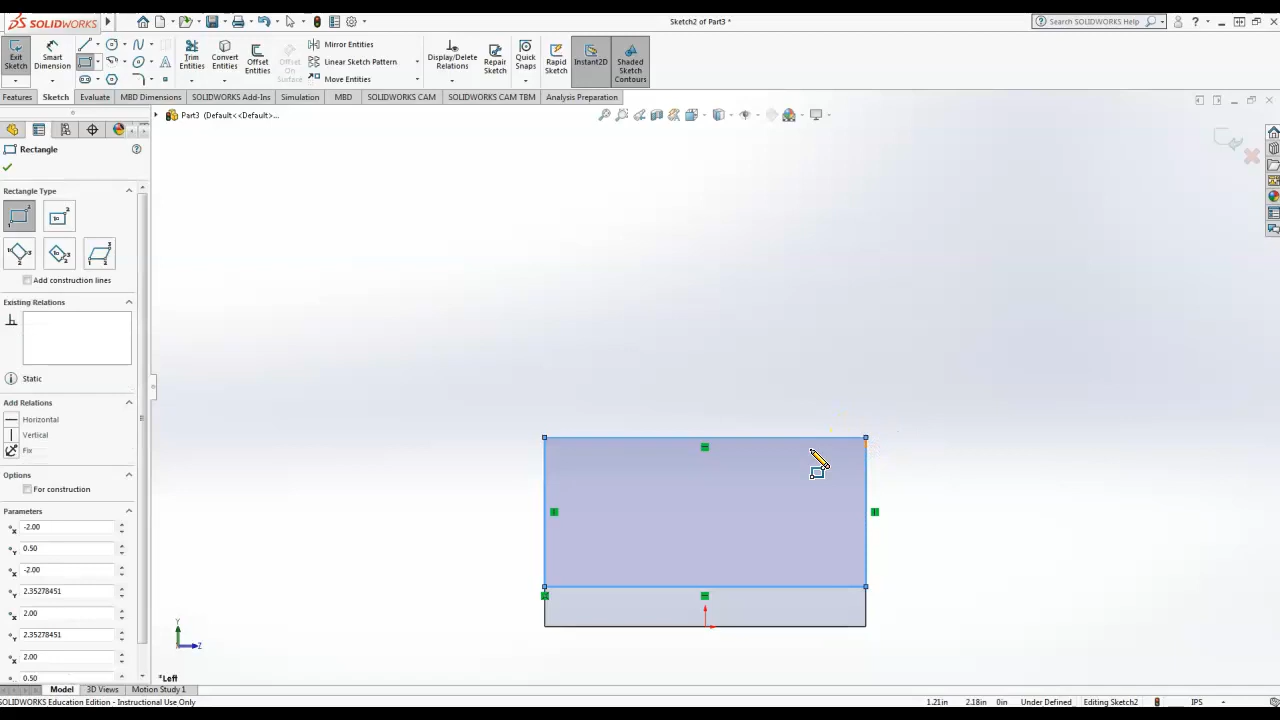 SOLIDWORKS
Sketch2 of Part3 *
Search SOLIDWORKS Help
Exit Sketch
Smart Dimension
Trim Entities
Convert Entities
Offset Entities
Offset On Surface
Mirror Entities
Linear Sketch Pattern
Move Entities
Display/Delete Relations
Repair Sketch
Quick Snaps
Rapid Sketch
Instant2D
Shaded Sketch Contours
Features
Sketch
Evaluate
MBD Dimensions
SOLIDWORKS Add-Ins
Simulation
MBD
SOLIDWORKS CAM
SOLIDWORKS CAM TBM
Analysis Preparation
Part3 (Default<<Default>...
Rectangle
Rectangle Type
Add construction lines
Existing Relations
Static
Add Relations
Horizontal
Vertical
Fix
Options
For construction
Parameters
-2.00
0.50
-2.00
2.35278451
2.00
2.35278451
2.00
0.50
Y
Z
*Left
Model
3D Views
Motion Study 1
SOLIDWORKS Education Edition - Instructional Use Only
1.21in
2.18in
0in
Under Defined
Editing Sketch2
IPS